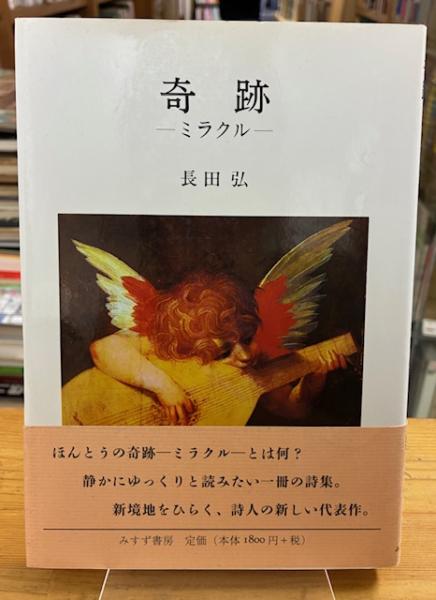 奇跡
―ミラクル―
長田弘
ほんとうの奇跡―ミラクル―とは何？
静かにゆっくりと読みたい一冊の詩集。
新境地をひらく、詩人の新しい代表作。
みすず書房 定価（本体1800円+税）